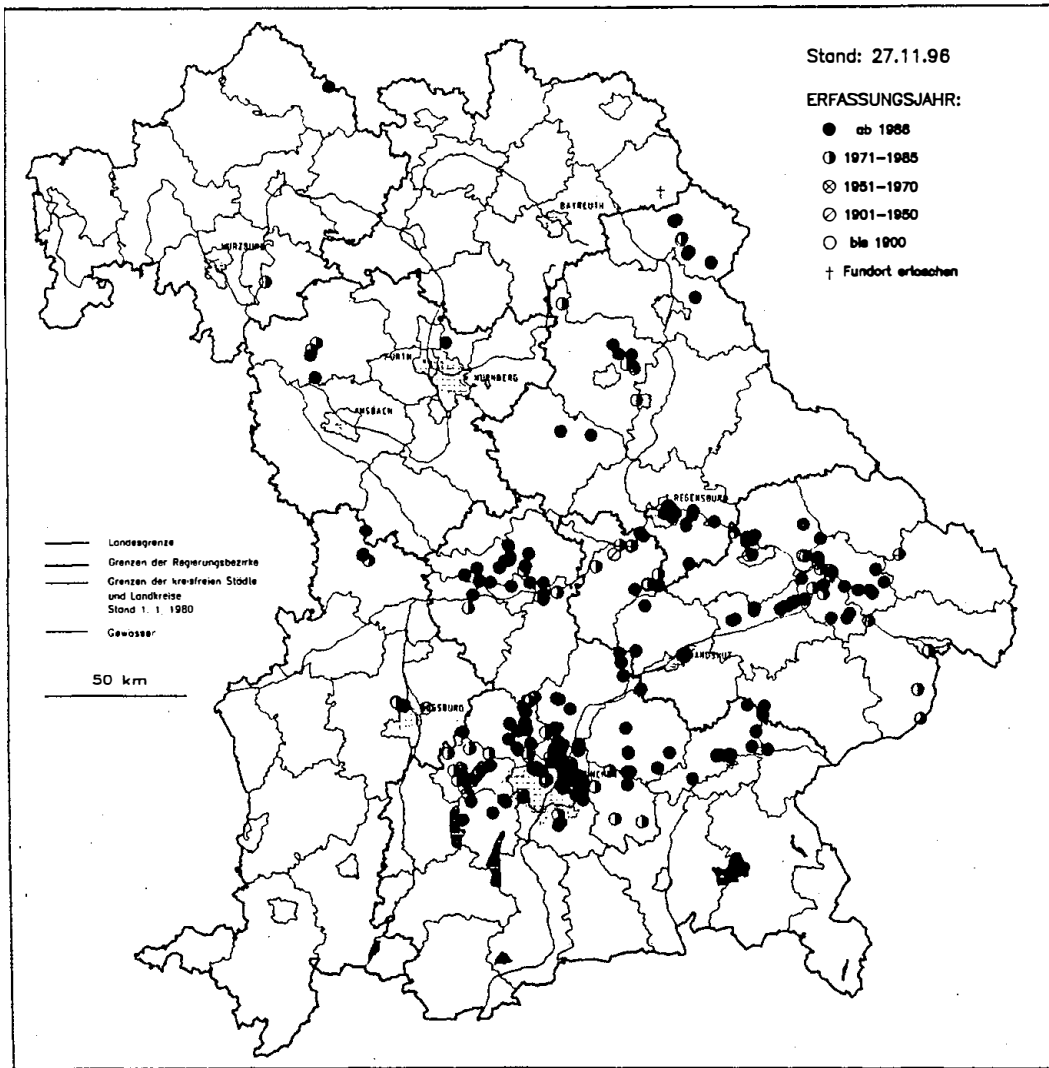 Stand: 27.11.96
ERFASSUNGSJAHR:
ab 1986
1971–1985
1951–1970
1901–1950
bis 1900
† Fundort erloschen
BAYREUTH
WÜRZBURG
FÜRTH
NÜRNBERG
ANSBACH
REGENSBURG
Landesgrenze
Grenzen der Regierungsbezirke
Grenzen der kreisfreien Städte
und Landkreise
Stand 1. 1. 1980
Gewässer
50 km
LANDSHUT